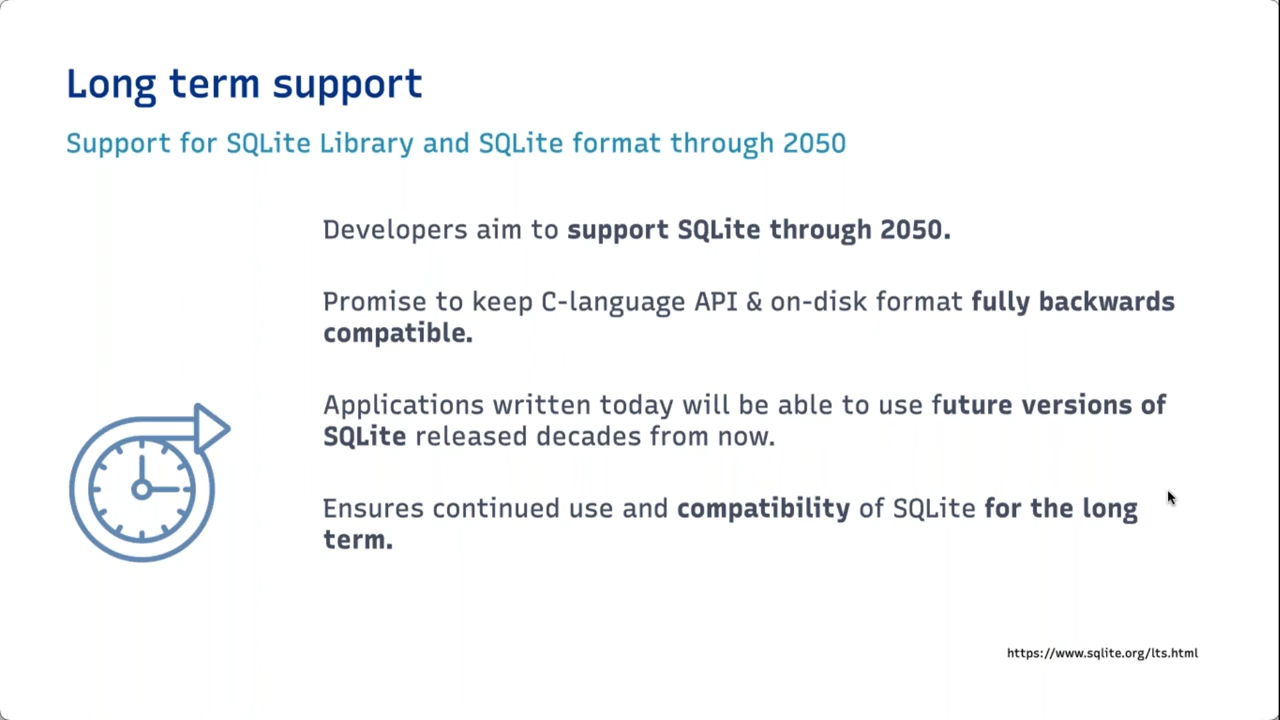 Long term support
Support for SQLite Library and SQLite format through 2050
Developers aim to support SQLite through 2050.
Promise to keep C-language API & on-disk format fully backwards
compatible.
Applications written today will be able to use future versions of
SQLite released decades from now.
Ensures continued use and compatibility of SQLite for the long
term.
https://www.sqlite.org/lts.html